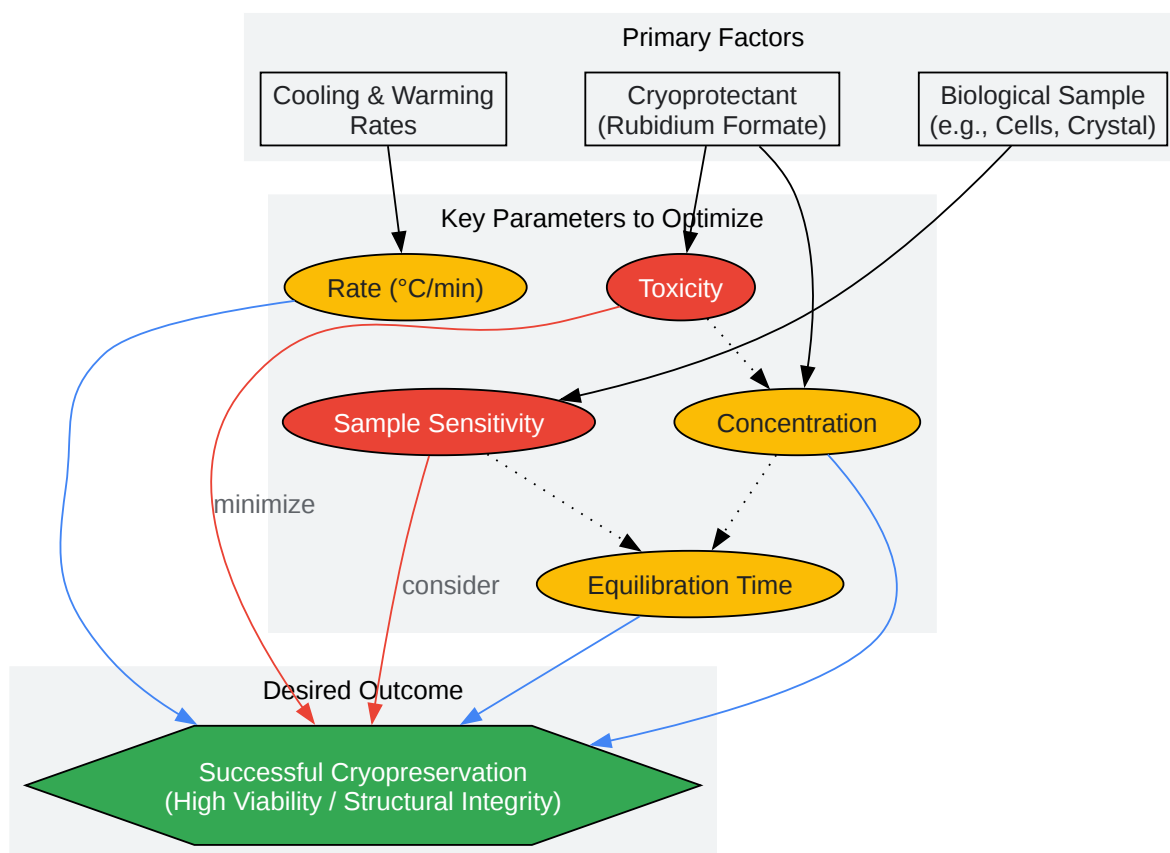 Primary Factors
Cooling & Warming
Rates
Cryoprotectant
(Rubidium Formate)
Biological Sample
(e.g., Cells, Crystal)
Key Parameters to Optimize
Rate (°C/min)
Toxicity
Sample Sensitivity
Concentration
minimize
consider
Equilibration Time
Desired Outcome
Successful Cryopreservation
(High Viability / Structural Integrity)